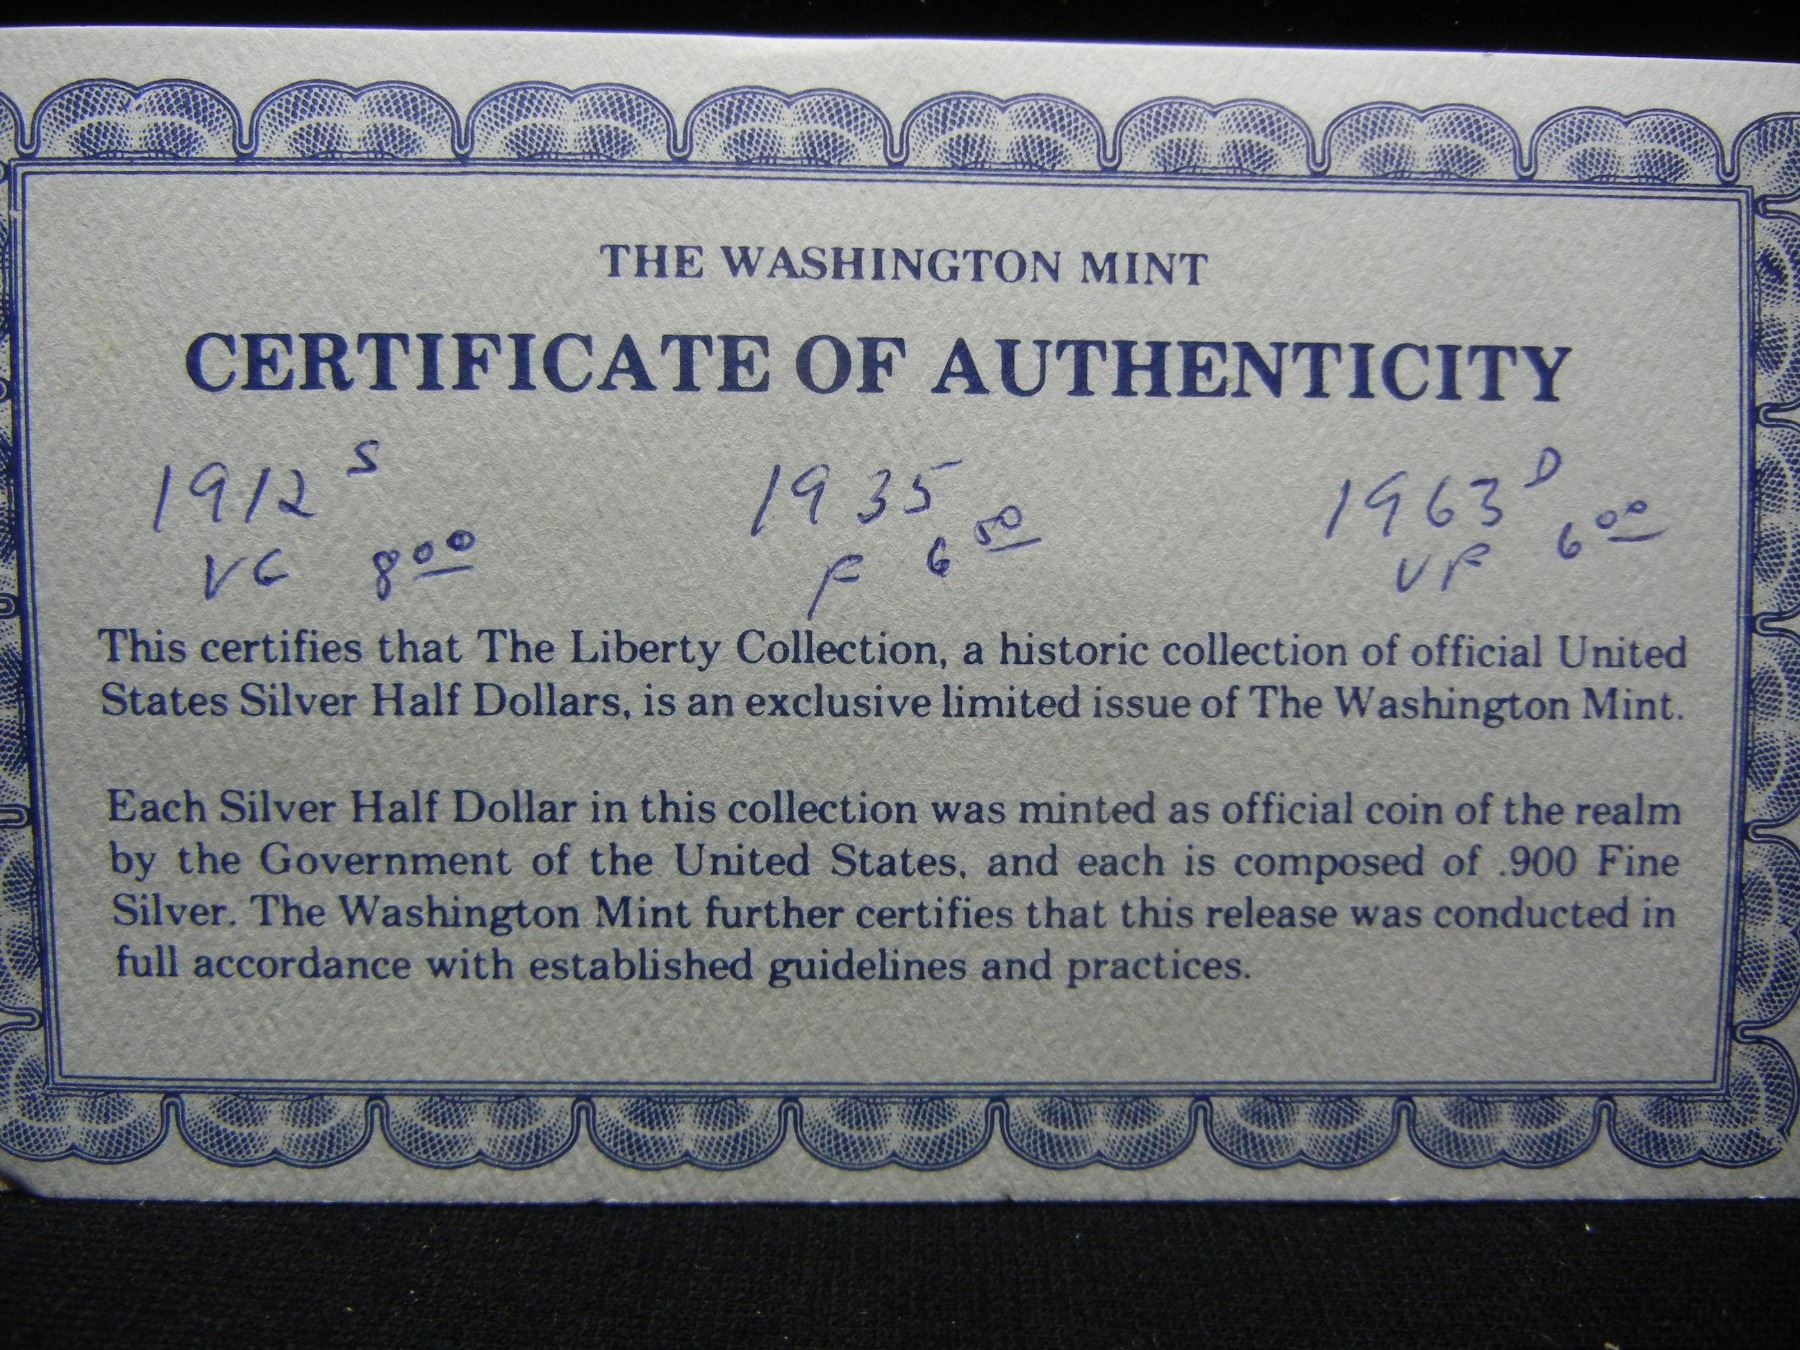 THE WASHINGTON MINT
CERTIFICATE OF AUTHENTICITY
1912 S 1935 1963 D
VG 8 00 F 6 50 VF 6 00
This certifies that The Liberty Collection, a historic collection of official United
States Silver Half Dollars, is an exclusive limited issue of The Washington Mint.
Each Silver Half Dollar in this collection was minted as official coin of the realm
by the Government of the United States, and each is composed of .900 Fine
Silver. The Washington Mint further certifies that this release was conducted in
full accordance with established guidelines and practices.